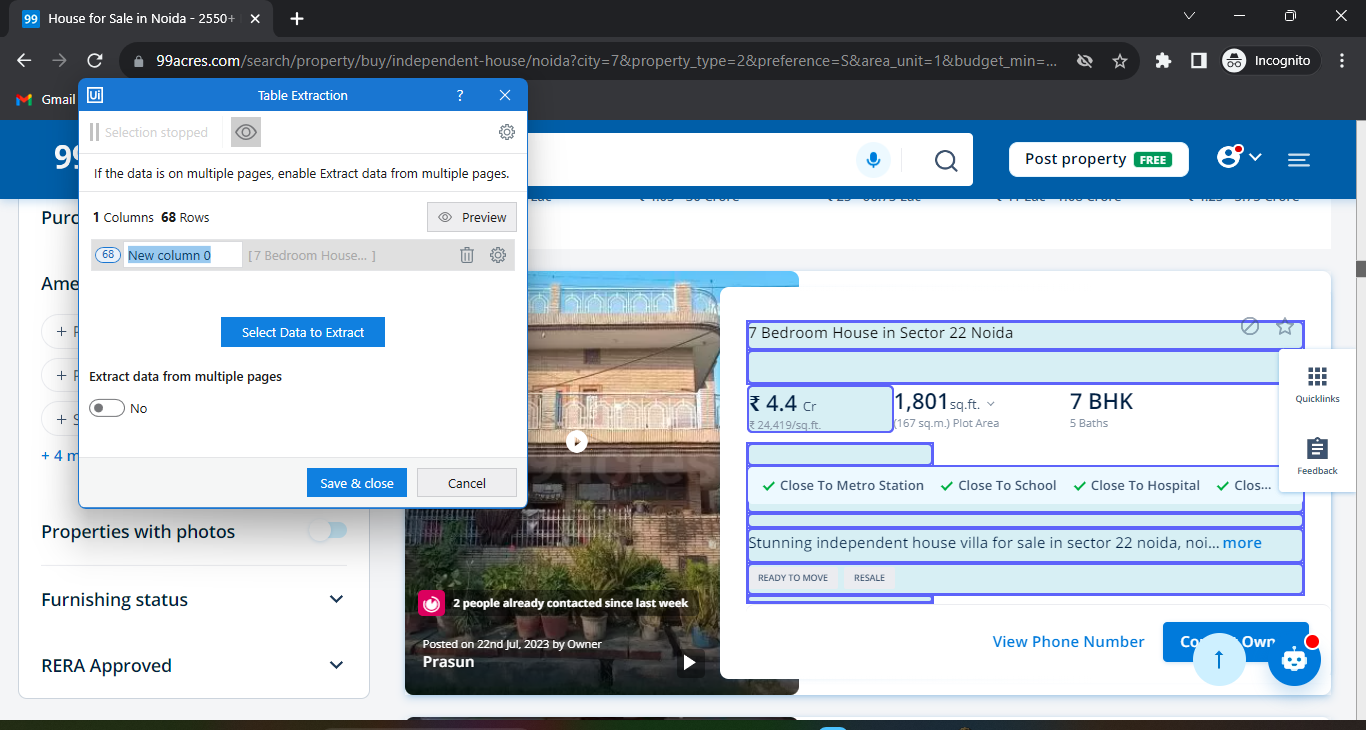 99 House for Sale in Noida - 2550+
99acres.com/search/property/buy/independent-house/noida?city=7&property_type=2&preference=S&area_unit=1&budget_min=...
Incognito
Gmail
Ui Table Extraction ?
Selection stopped
If the data is on multiple pages, enable Extract data from multiple pages.
1 Columns 68 Rows
Preview
68 New column 0 [ 7 Bedroom House... ]
Select Data to Extract
Extract data from multiple pages
No
Save & close Cancel
99
Post property FREE
Purc
Ame
+ 4 m
Properties with photos
Furnishing status
RERA Approved
7 Bedroom House in Sector 22 Noida
₹ 4.4 Cr 1,801 sq.ft. 7 BHK
₹ 24,419/sq.ft. (167 sq.m.) Plot Area 5 Baths
Close To Metro Station Close To School Close To Hospital Clos...
Stunning independent house villa for sale in sector 22 noida, noi... more
READY TO MOVE RESALE
2 people already contacted since last week
Posted on 22nd Jul, 2023 by Owner
Prasun
View Phone Number
Quicklinks
Feedback